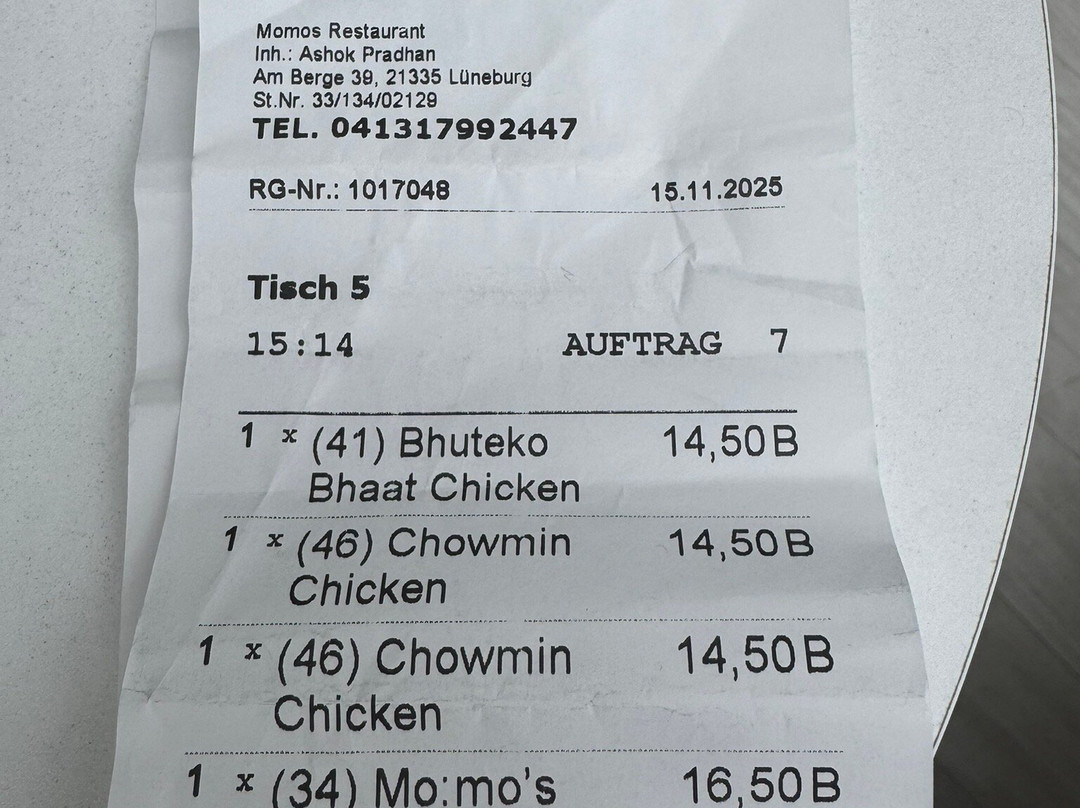 Momos Restaurant
Inh.: Ashok Pradhan
Am Berge 39, 21335 Lüneburg
St.Nr. 33/134/02129
TEL. 041317992447
RG-Nr.: 1017048 15.11.2025
Tisch 5
15:14 AUFTRAG 7
1 x (41) Bhuteko 14,50 B
Bhaat Chicken
1 x (46) Chowmin 14,50 B
Chicken
1 x (46) Chowmin 14,50 B
Chicken
1 x (34) Mo:mo's 16,50 B